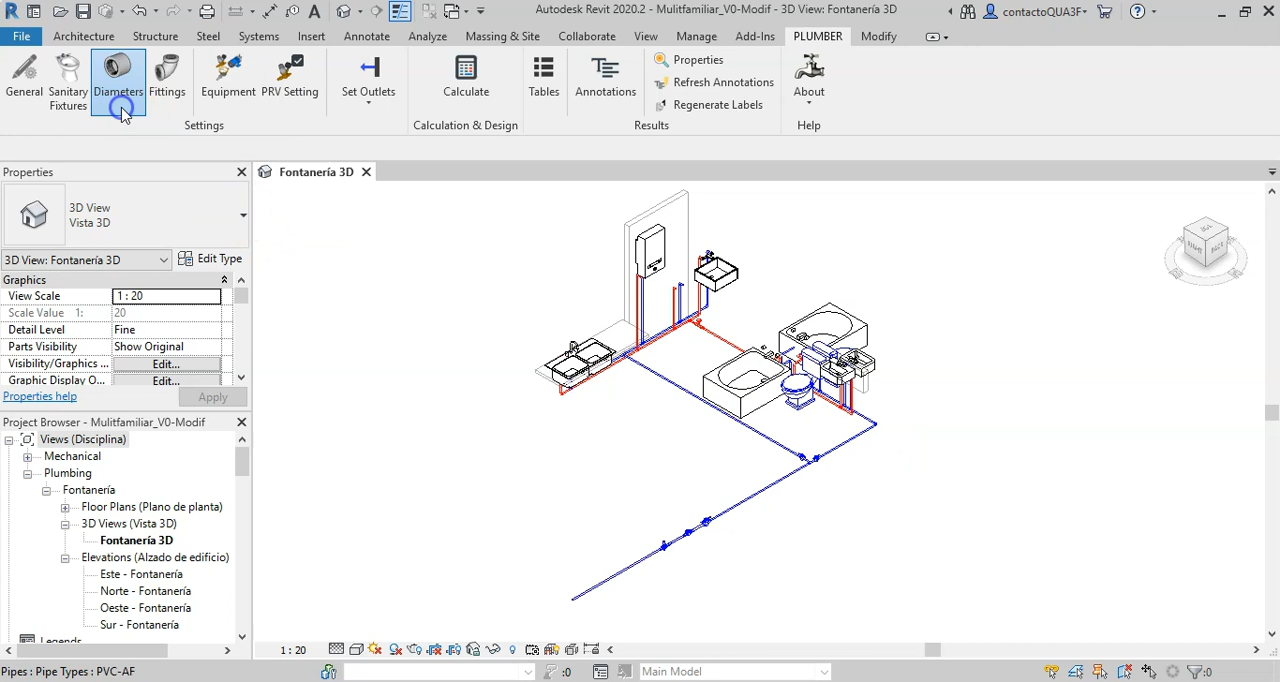 Autodesk Revit 2020.2 - Mulitfamiliar_V0-Modif - 3D View: Fontanería 3D
contactoQUA3F
File Architecture Structure Steel Systems Insert Annotate Analyze Massing & Site Collaborate View Manage Add-Ins PLUMBER Modify
General Sanitary Fixtures Diameters Fittings Equipment PRV Setting Set Outlets Calculate Tables Annotations Properties
Refresh Annotations
Regenerate Labels
About
Settings Calculation & Design Results Help
Properties
3D View
Vista 3D
3D View: Fontanería 3D Edit Type
Graphics
View Scale 1 : 20
Scale Value 1: 20
Detail Level Fine
Parts Visibility Show Original
Visibility/Graphics ... Edit...
Graphic Display O... Edit...
Properties help Apply
Project Browser - Mulitfamiliar_V0-Modif
Views (Disciplina)
Mechanical
Plumbing
Fontanería
Floor Plans (Plano de planta)
3D Views (Vista 3D)
Fontanería 3D
Elevations (Alzado de edificio)
Este - Fontanería
Norte - Fontanería
Oeste - Fontanería
Sur - Fontanería
Legends
Fontanería 3D
RIGHT BACK
1 : 20
Pipes : Pipe Types : PVC-AF :0 Main Model :0